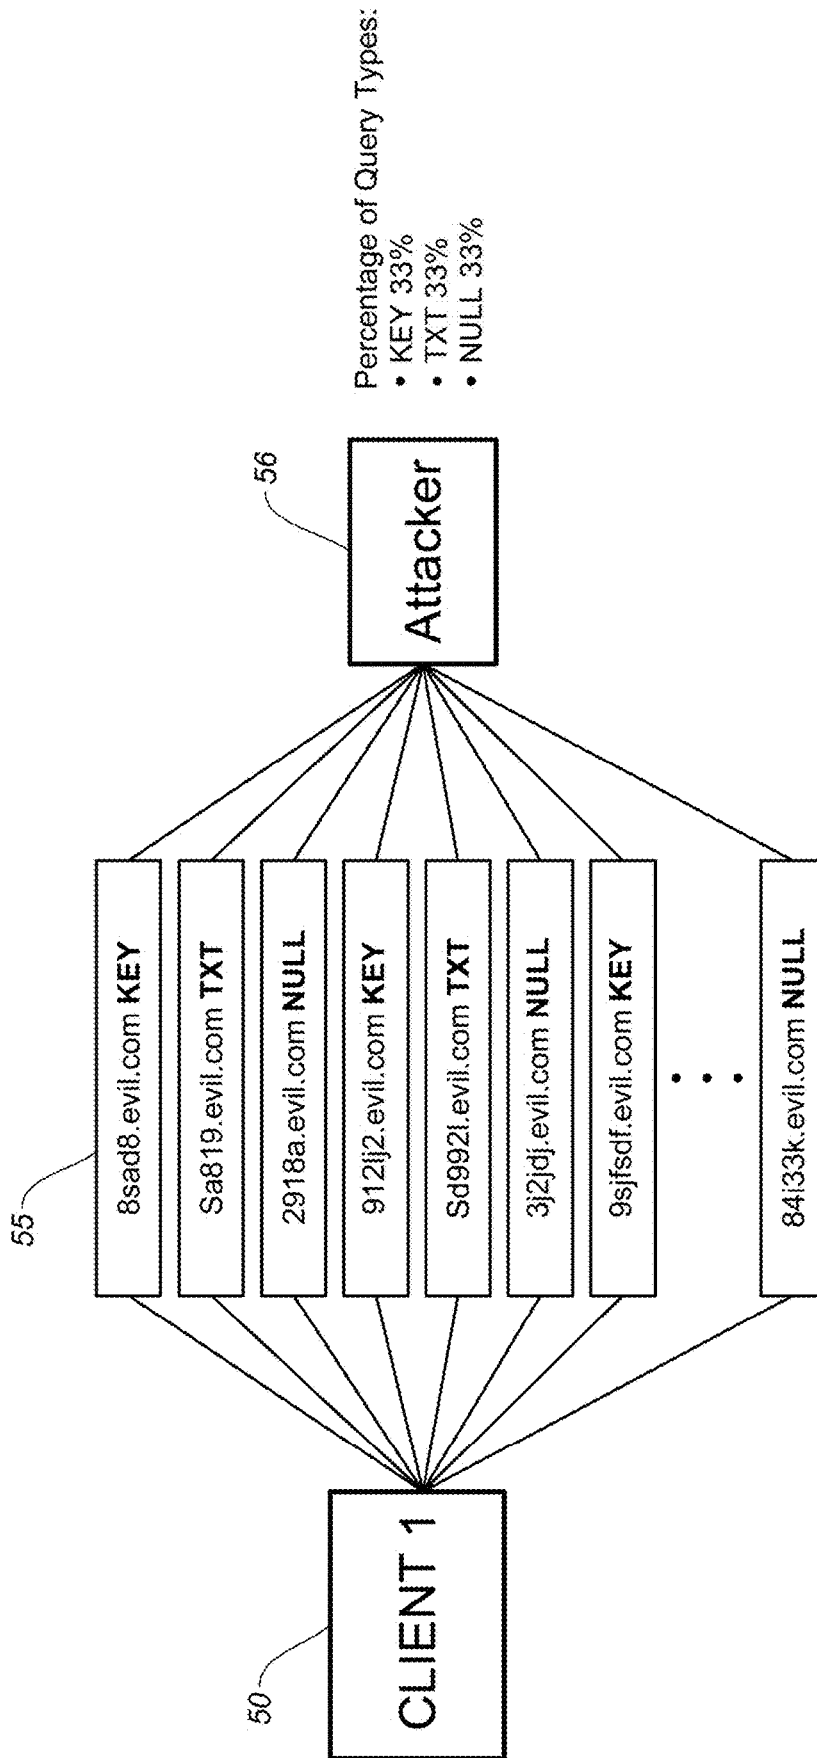 55
8sad8.evil.com KEY
Sa819.evil.com TXT
2918a.evil.com NULL
912lj2.evil.com KEY
Sd992l.evil.com TXT
3j2jdj.evil.com NULL
9sjfsdf.evil.com KEY
84i33k.evil.com NULL
50
CLIENT 1
56
Attacker
Percentage of Query Types:
• KEY 33%
• TXT 33%
• NULL 33%